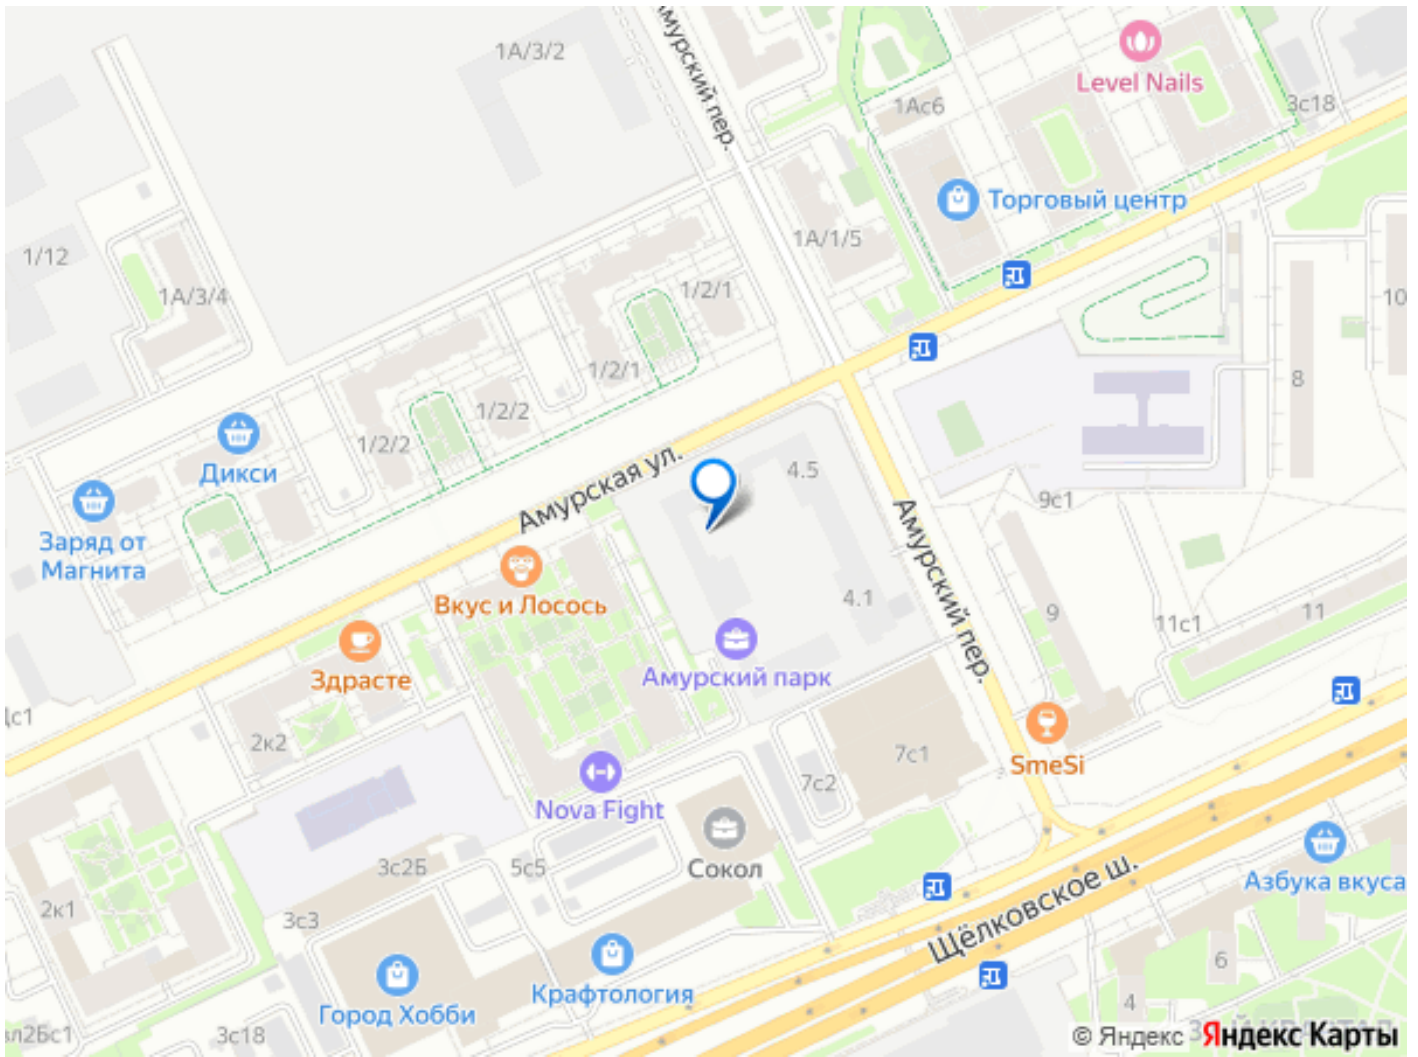 1А/3/2
Амурский пер.
Level Nails
1Ас6
3с18
Торговый центр
1/12
1А/3/4
1А/1/5
1/2/1
10
1/2/1
8
1/2/2
1/2/2
Дикси
Амурская ул.
4.5
9с1
Заряд от
Магнита
Амурский пер.
Вкус и Лосось
4.1
9
11с1
11
Здрасте
Амурский парк
2к2
7с1
SmeSi
7с2
Nova Fight
3с2Б
5с5
Сокол
Азбука вкуса
2к1
3с3
Щёлковское ш.
6
Крафтология
Город Хобби
4
3с18
© Яндекс Яндекс Карты